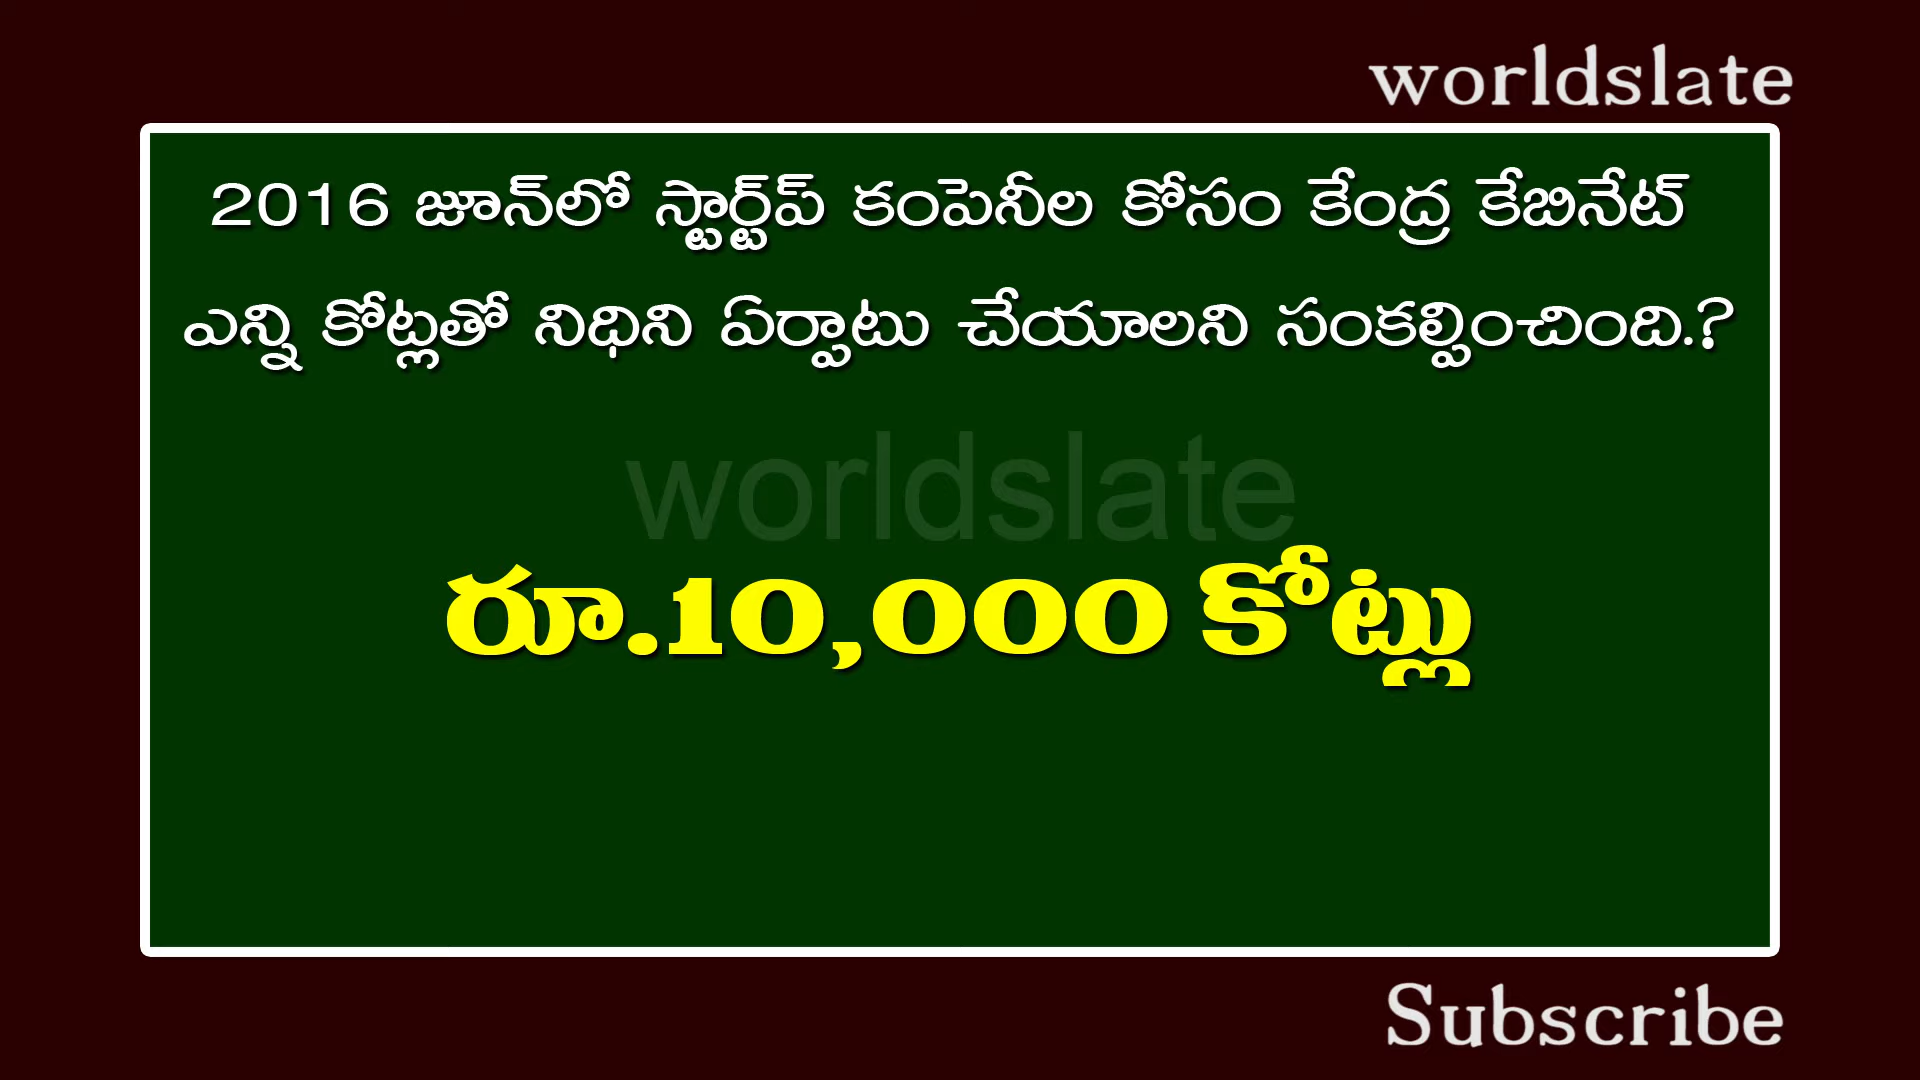 worldslate
2016 జూన్‌లో స్టార్టప్ కంపెనీల కోసం కేంద్ర కేబినేట్
ఎన్ని కోట్లతో నిధిని ఏర్పాటు చేయాలని సంకల్పించింది.?
worldslate
రూ.10,000 కోట్లు
Subscribe